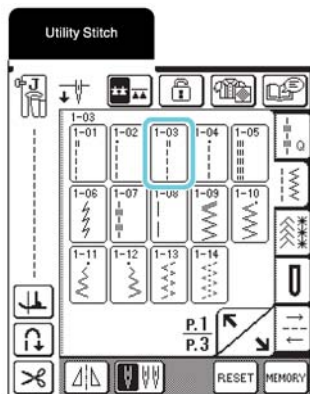 Utility Stitch
J
1-03
1-01 1-02 1-03 1-04 1-05
Q
1-06 1-07 1-08 1-09 1-10
1-11 1-12 1-13 1-14
P.1
P.3
RESET MEMORY